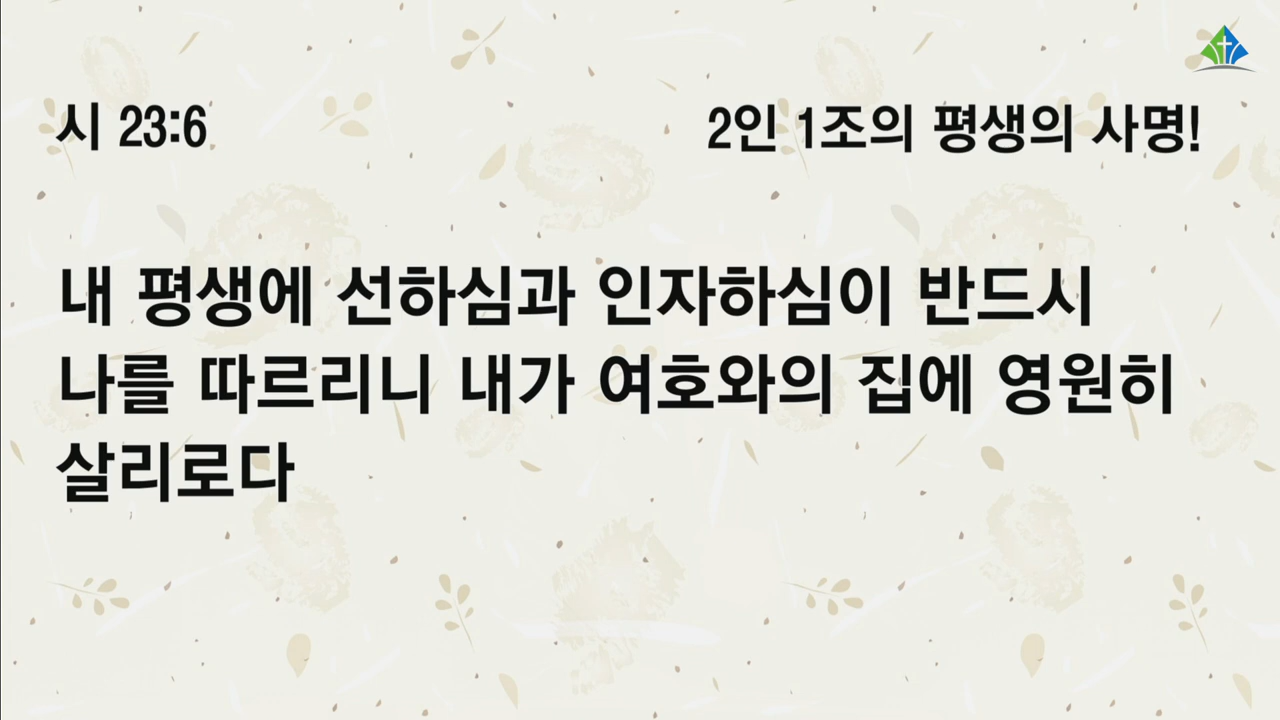 시 23:6
2인 1조의 평생의 사명!
내 평생에 선하심과 인자하심이 반드시
나를 따르리니 내가 여호와의 집에 영원히
살리로다